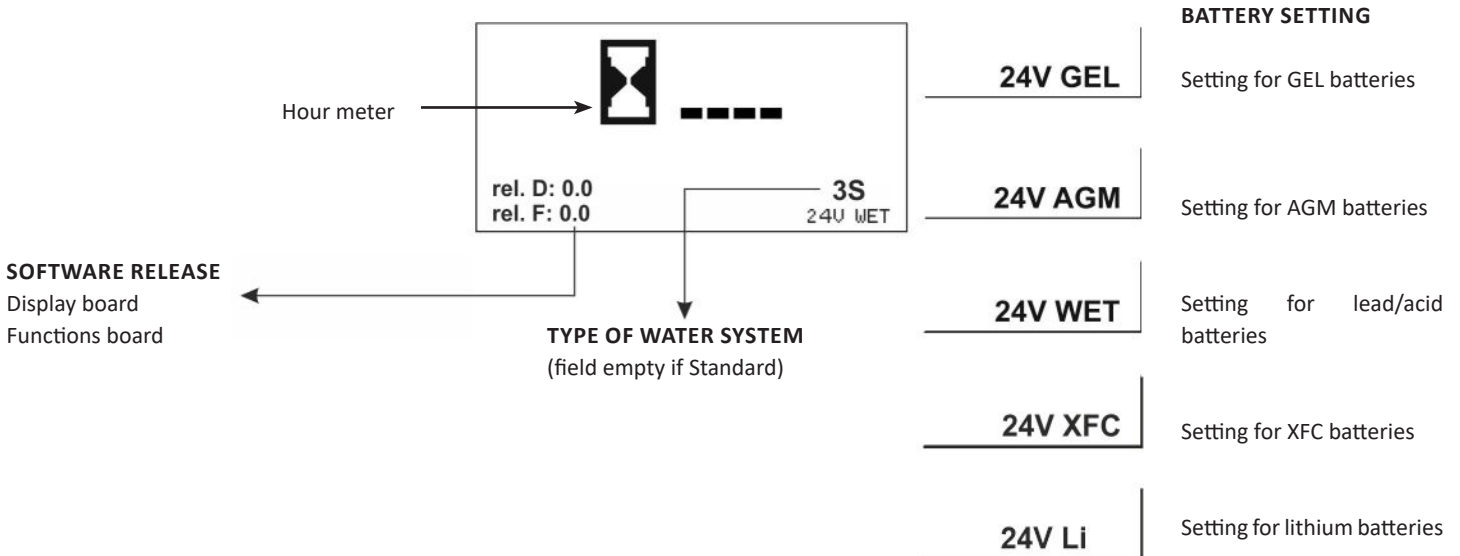 BATTERY SETTING
24V GEL
Setting for GEL batteries
Hour meter
rel. D: 0.0
3S
rel. F: 0.0
24V WET
24V AGM
Setting for AGM batteries
SOFTWARE RELEASE
Display board
Functions board
TYPE OF WATER SYSTEM
(field empty if Standard)
24V WET
Setting for lead/acid
batteries
24V XFC
Setting for XFC batteries
24V Li
Setting for lithium batteries